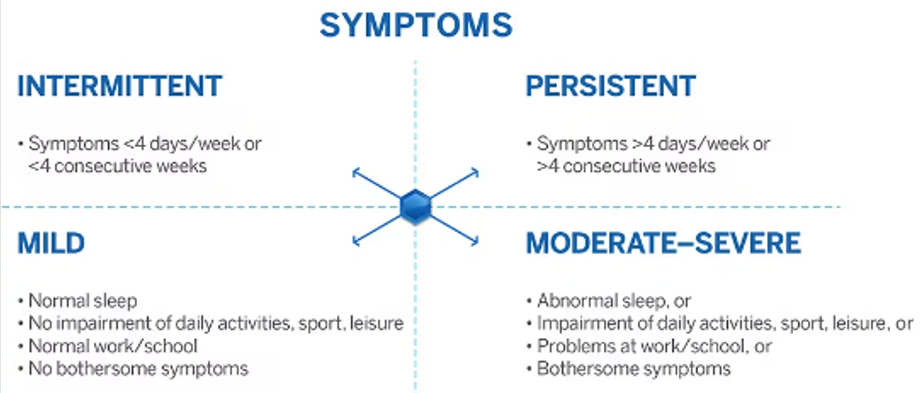 SYMPTOMS
INTERMITTENT
• Symptoms <4 days/week or
<4 consecutive weeks
PERSISTENT
• Symptoms >4 days/week or
>4 consecutive weeks
MILD
• Normal sleep
• No impairment of daily activities, sport, leisure
• Normal work/school
• No bothersome symptoms
MODERATE–SEVERE
• Abnormal sleep, or
• Impairment of daily activities, sport, leisure, or
• Problems at work/school, or
• Bothersome symptoms